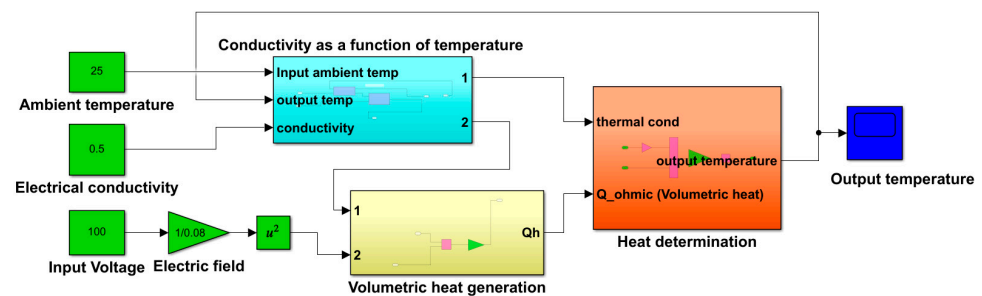 Conductivity as a function of temperature
25
Ambient temperature
Input ambient temp
1
output temp
2
conductivity
0.5
Electrical conductivity
thermal cond
output temperature
Q_ohmic (Volumetric heat)
Heat determination
Output temperature
100
Input Voltage
1/0.08
Electric field
u²
1
2
Qh
Volumetric heat generation